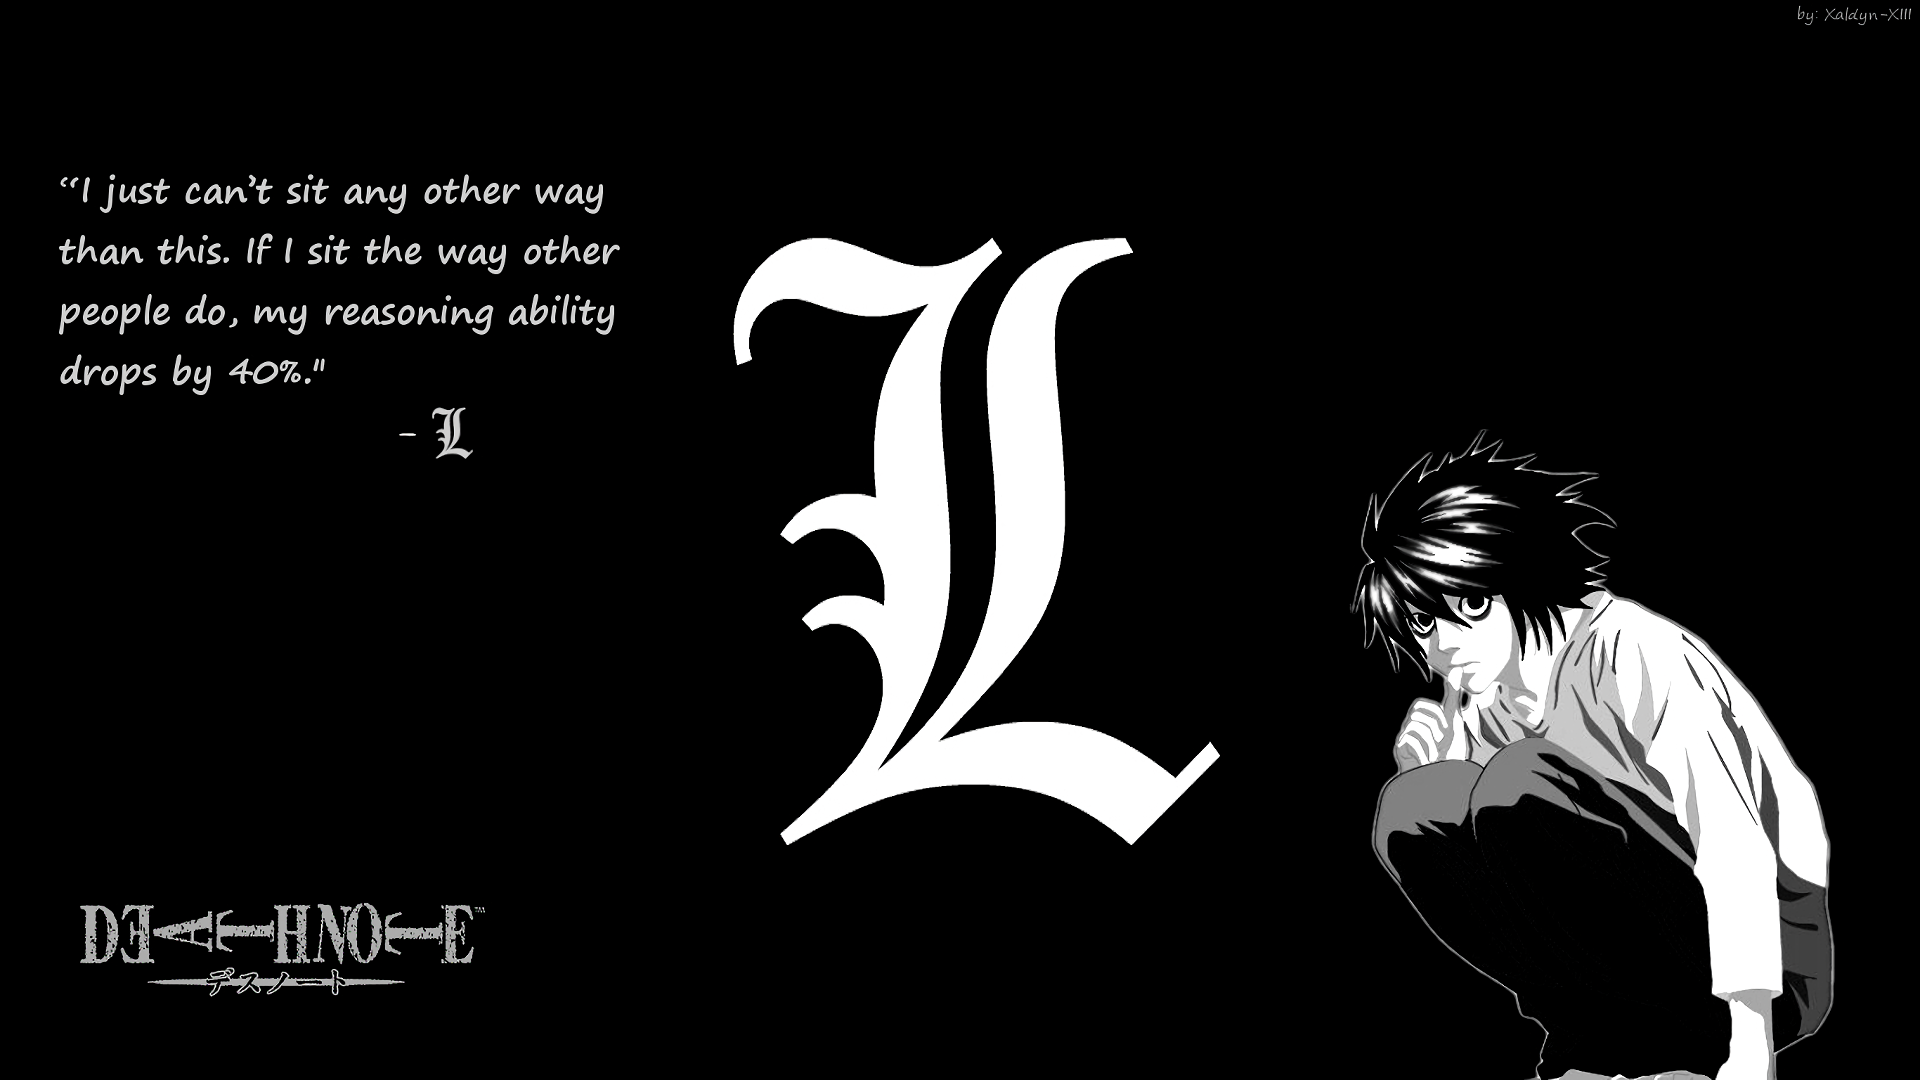 by: Xaldyn-XIII
“I just can’t sit any other way
than this. If I sit the way other
people do, my reasoning ability
drops by 40%."
- L
L
DEATH NOTE™
デスノート